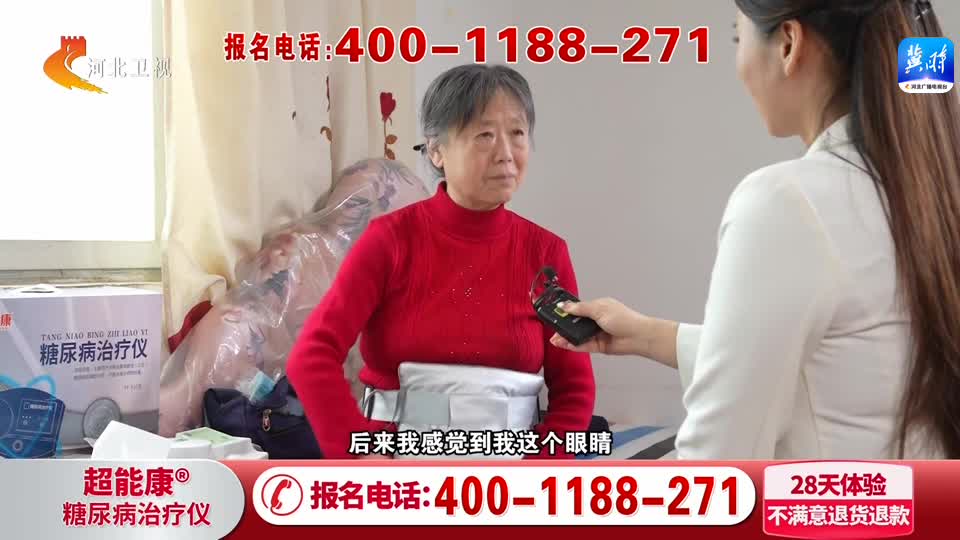 报名电话:400-1188-271
河北卫视
冀时
河北广播电视台
康
TANG NIAO BING ZHI LIAO YI
糖尿病治疗仪
后来我感觉到我这个眼睛
超能康®
糖尿病治疗仪
报名电话:400-1188-271
28天体验
不满意退货退款